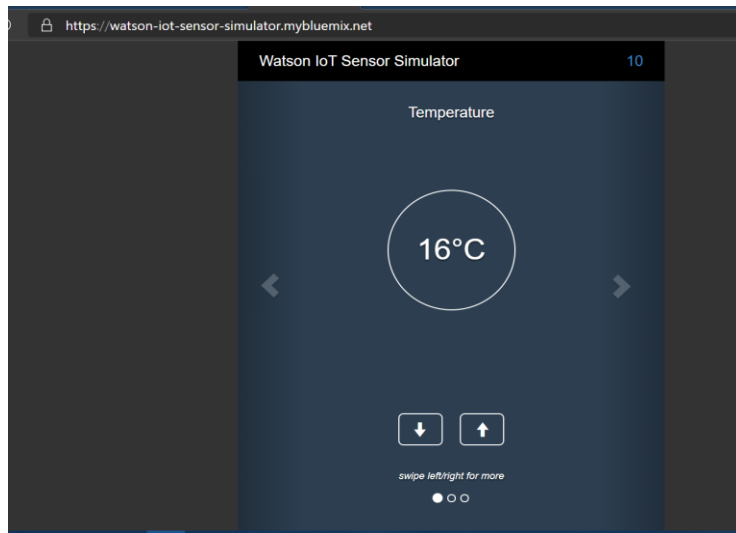 https://watson-iot-sensor-simulator.mybluemix.net
Watson IoT Sensor Simulator 10
Temperature
16°C
swipe left/right for more